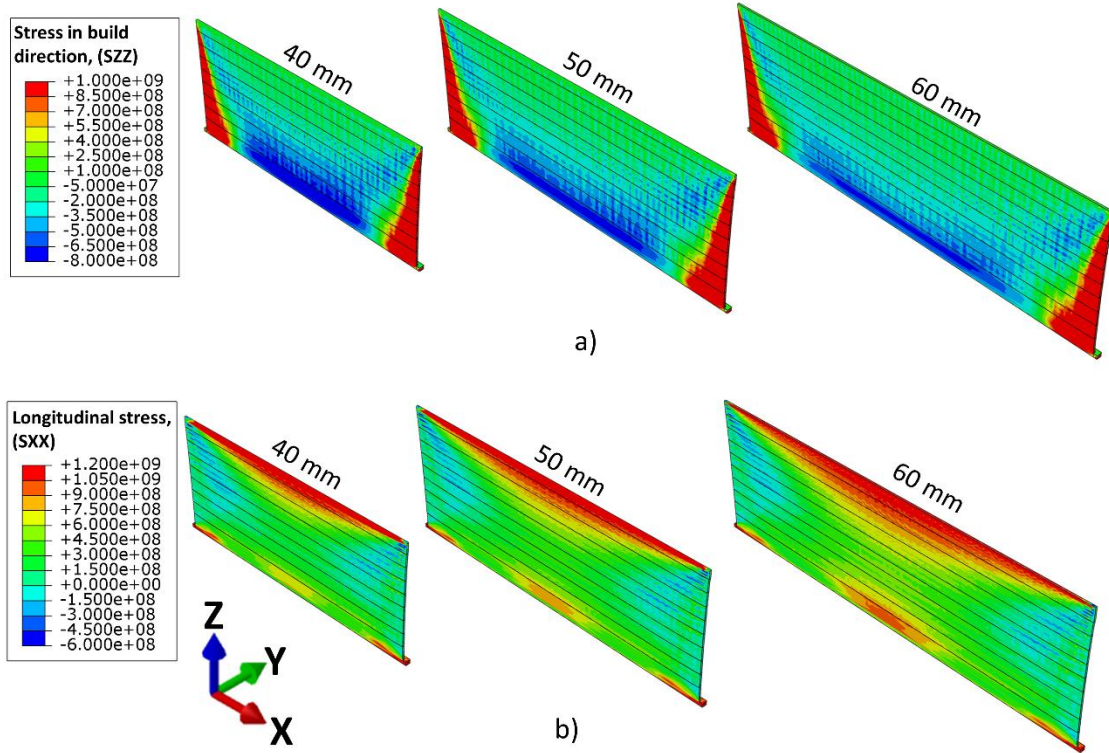 Stress in build
direction, (SZZ)
+1.000e+09
+8.500e+08
+7.000e+08
+5.500e+08
+4.000e+08
+2.500e+08
+1.000e+08
-5.000e+07
-2.000e+08
-3.500e+08
-5.000e+08
-6.500e+08
-8.000e+08
40 mm
50 mm
60 mm
a)
Longitudinal stress,
(SXX)
+1.200e+09
+1.050e+09
+9.000e+08
+7.500e+08
+6.000e+08
+4.500e+08
+3.000e+08
+1.500e+08
+0.000e+00
-1.500e+08
-3.000e+08
-4.500e+08
-6.000e+08
40 mm
50 mm
60 mm
Z
Y
X
b)